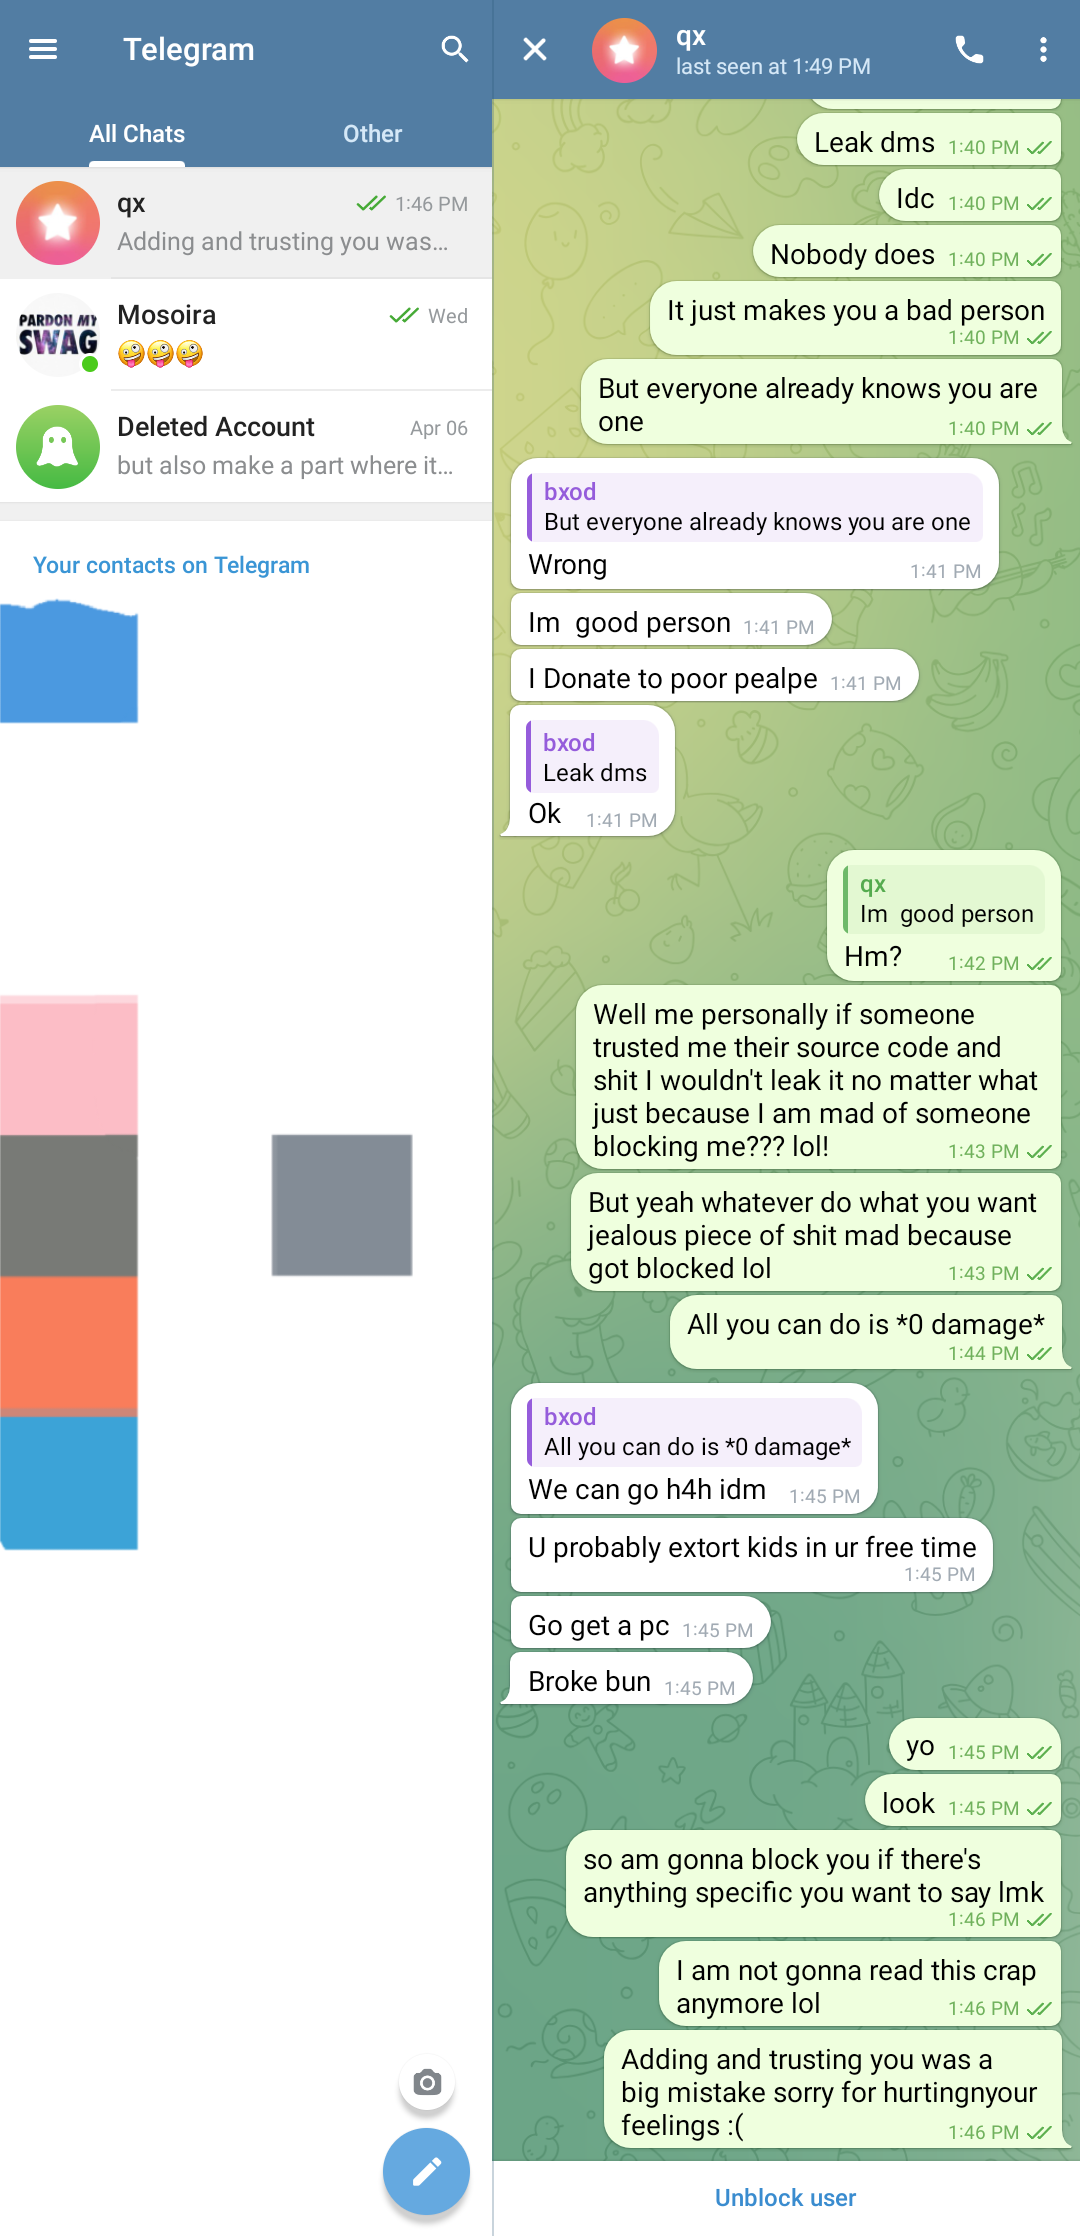 Telegram
All Chats
Other
qx
1:46 PM
Adding and trusting you was...
PARDON MY
SWAG
Mosoira
Wed
🤪🤪🤪
Deleted Account
Apr 06
but also make a part where it...
Your contacts on Telegram
qx
last seen at 1:49 PM
Leak dms 1:40 PM
Idc 1:40 PM
Nobody does 1:40 PM
It just makes you a bad person
1:40 PM
But everyone already knows you are
one 1:40 PM
bxod
But everyone already knows you are one
Wrong 1:41 PM
Im  good person 1:41 PM
I Donate to poor pealpe 1:41 PM
bxod
Leak dms
Ok 1:41 PM
qx
Im  good person
Hm? 1:42 PM
Well me personally if someone
trusted me their source code and
shit I wouldn't leak it no matter what
just because I am mad of someone
blocking me??? lol! 1:43 PM
But yeah whatever do what you want
jealous piece of shit mad because
got blocked lol 1:43 PM
All you can do is *0 damage*
1:44 PM
bxod
All you can do is *0 damage*
We can go h4h idm 1:45 PM
U probably extort kids in ur free time
1:45 PM
Go get a pc 1:45 PM
Broke bun 1:45 PM
yo 1:45 PM
look 1:45 PM
so am gonna block you if there's
anything specific you want to say lmk
1:46 PM
I am not gonna read this crap
anymore lol 1:46 PM
Adding and trusting you was a
big mistake sorry for hurtingnyour
feelings :( 1:46 PM
Unblock user